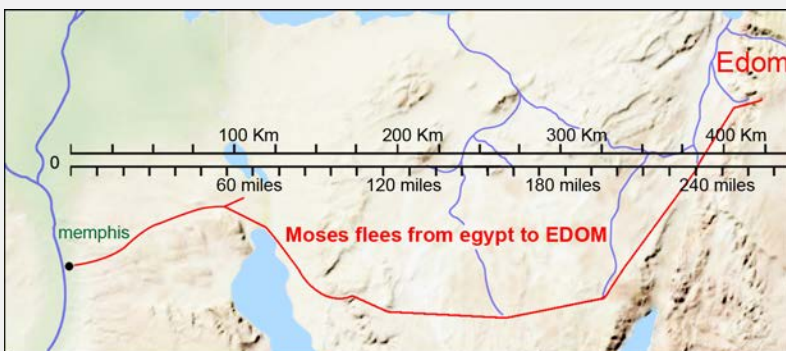 Edom
100 Km 200 Km 300 Km 400 Km
0
60 miles 120 miles 180 miles 240 miles
memphis
Moses flees from egypt to EDOM